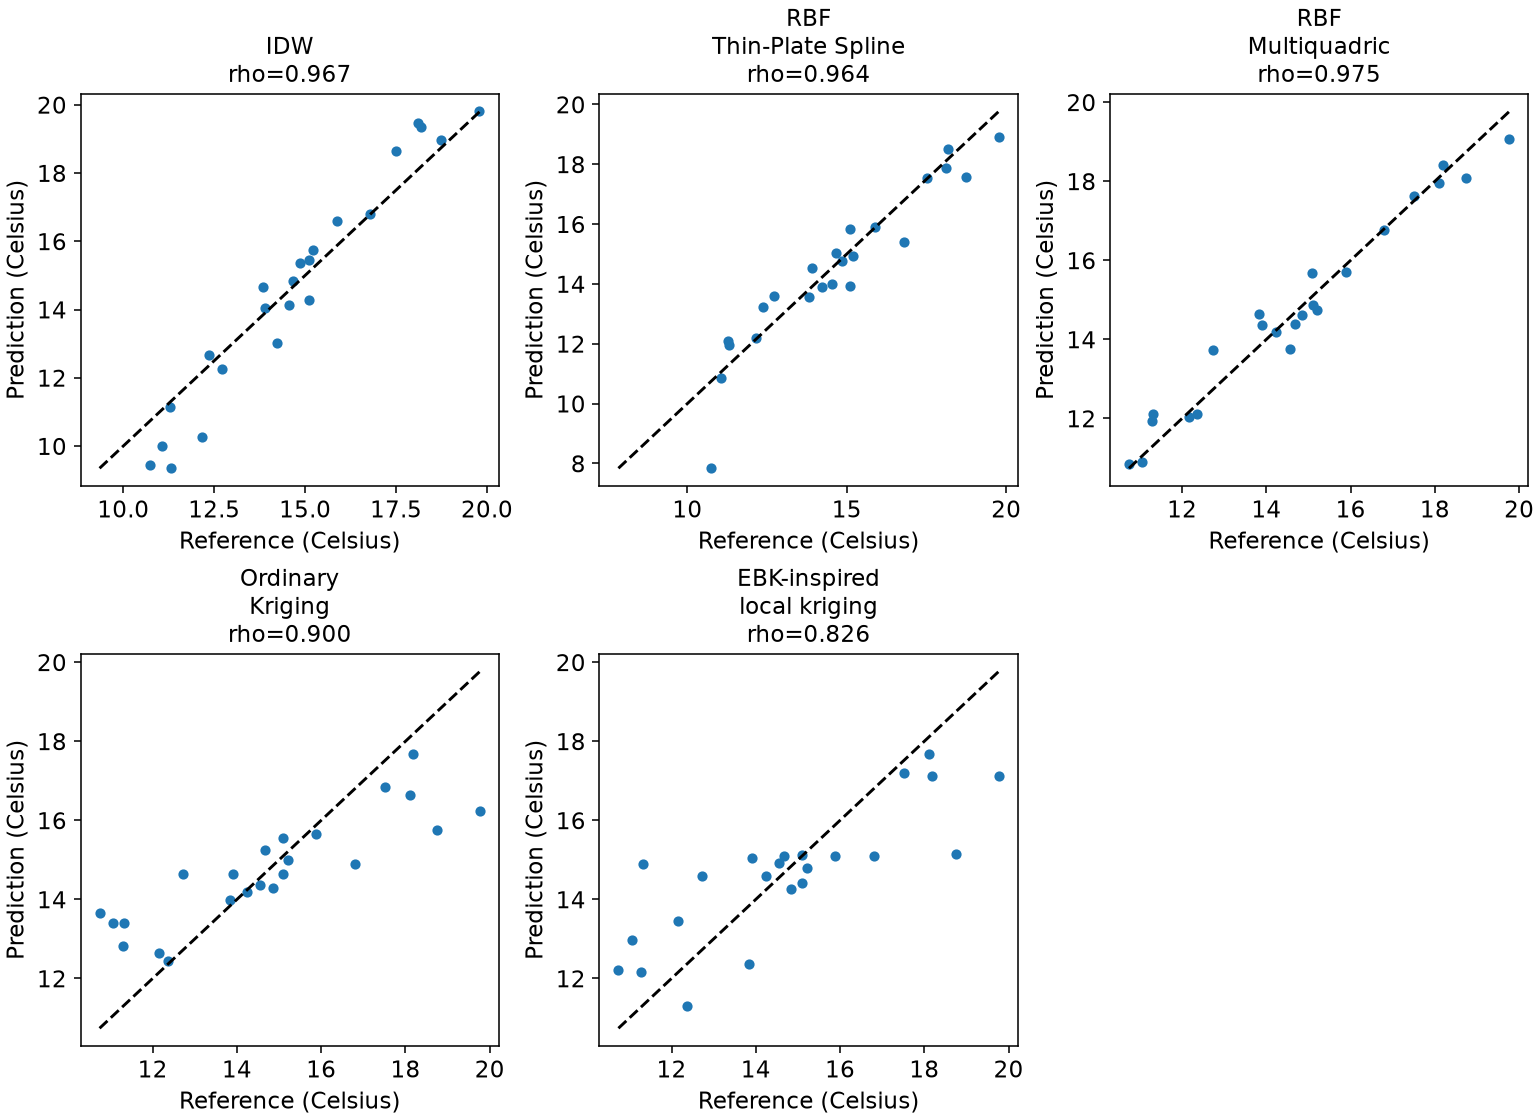 IDW
rho=0.967
20
18
16
14
12
10
Prediction (Celsius)
10.0 12.5 15.0 17.5 20.0
Reference (Celsius)
RBF
Thin-Plate Spline
rho=0.964
20
18
16
14
12
10
8
Prediction (Celsius)
10 15 20
Reference (Celsius)
RBF
Multiquadric
rho=0.975
20
18
16
14
12
Prediction (Celsius)
12 14 16 18 20
Reference (Celsius)
Ordinary
Kriging
rho=0.900
20
18
16
14
12
Prediction (Celsius)
12 14 16 18 20
Reference (Celsius)
EBK-inspired
local kriging
rho=0.826
20
18
16
14
12
Prediction (Celsius)
12 14 16 18 20
Reference (Celsius)